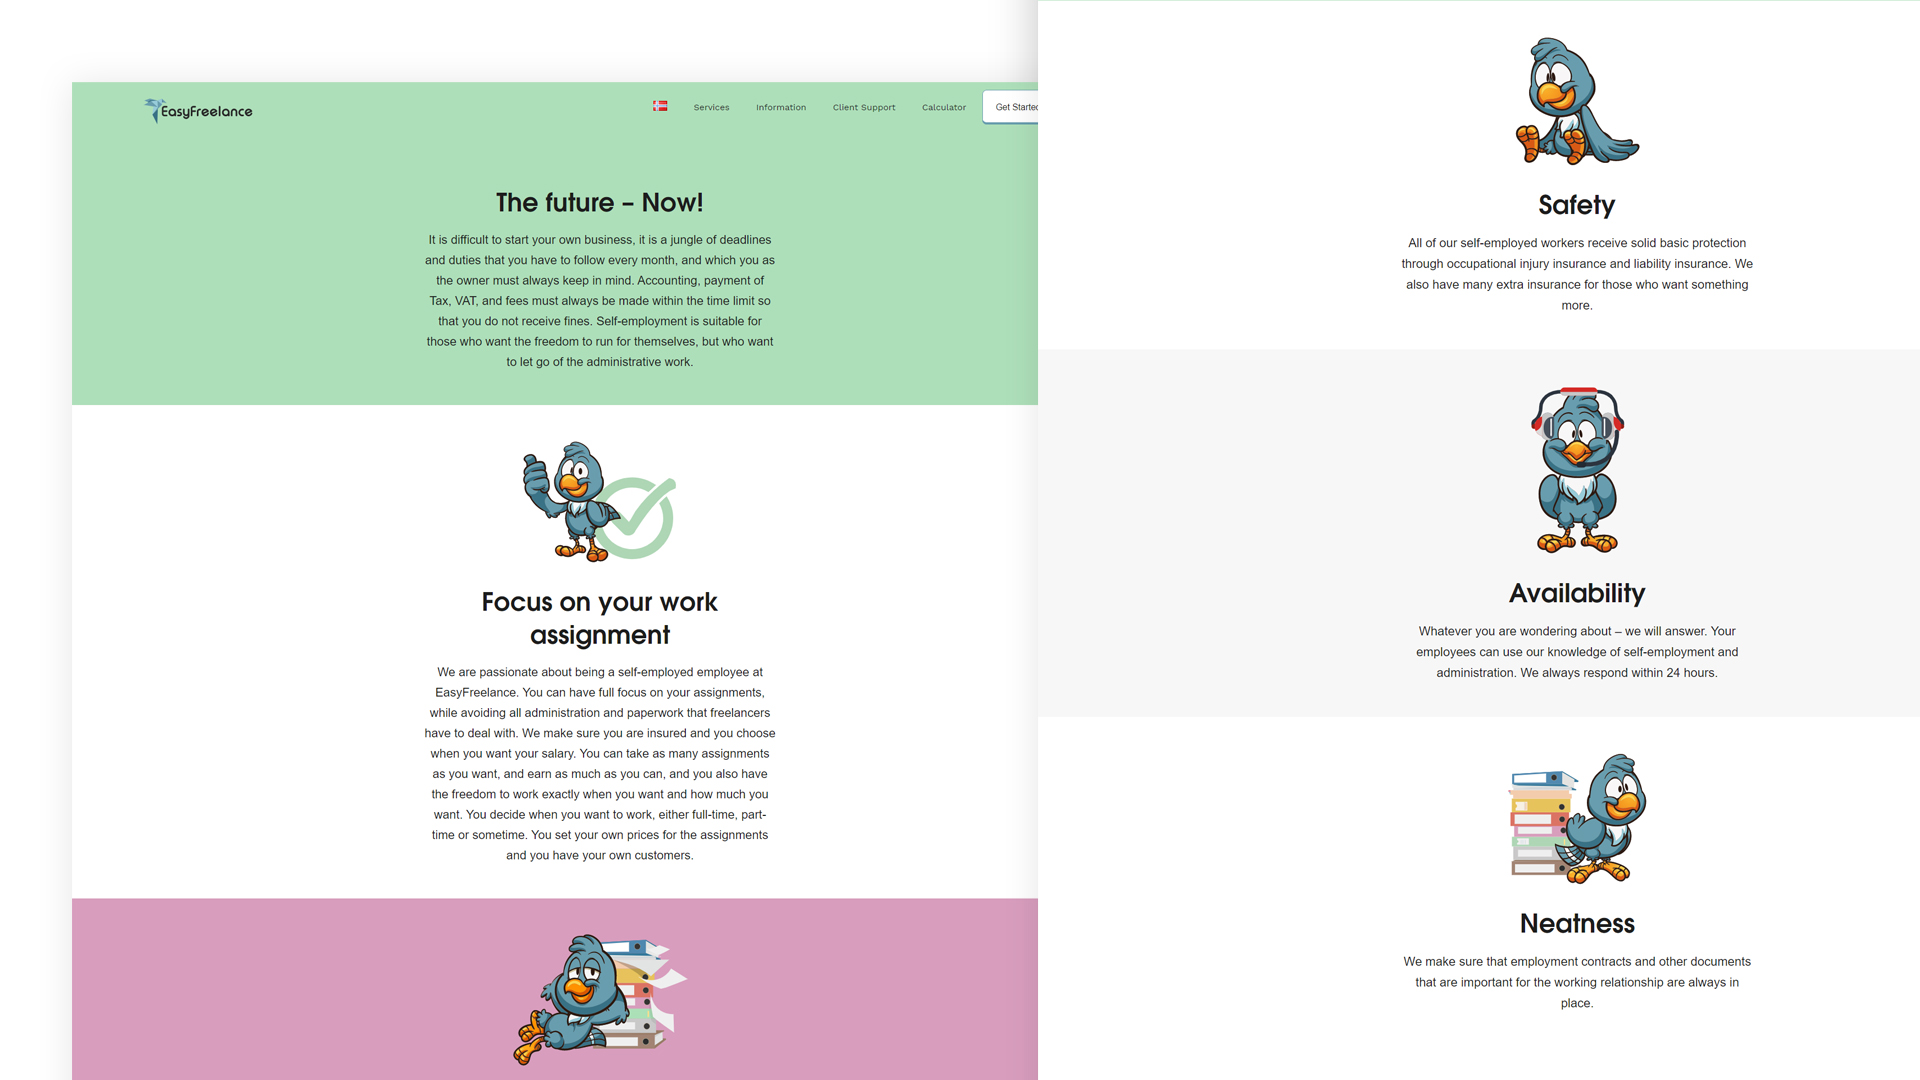 EasyFreelance
Services
Information
Client Support
Calculator
Get Started
The future – Now!
It is difficult to start your own business, it is a jungle of deadlines
and duties that you have to follow every month, and which you as
the owner must always keep in mind. Accounting, payment of
Tax, VAT, and fees must always be made within the time limit so
that you do not receive fines. Self-employment is suitable for
those who want the freedom to run for themselves, but who want
to let go of the administrative work.
Focus on your work
assignment
We are passionate about being a self-employed employee at
EasyFreelance. You can have full focus on your assignments,
while avoiding all administration and paperwork that freelancers
have to deal with. We make sure you are insured and you choose
when you want your salary. You can take as many assignments
as you want, and earn as much as you can, and you also have
the freedom to work exactly when you want and how much you
want. You decide when you want to work, either full-time, part-
time or sometime. You set your own prices for the assignments
and you have your own customers.
Safety
All of our self-employed workers receive solid basic protection
through occupational injury insurance and liability insurance. We
also have many extra insurance for those who want something
more.
Availability
Whatever you are wondering about – we will answer. Your
employees can use our knowledge of self-employment and
administration. We always respond within 24 hours.
Neatness
We make sure that employment contracts and other documents
that are important for the working relationship are always in
place.